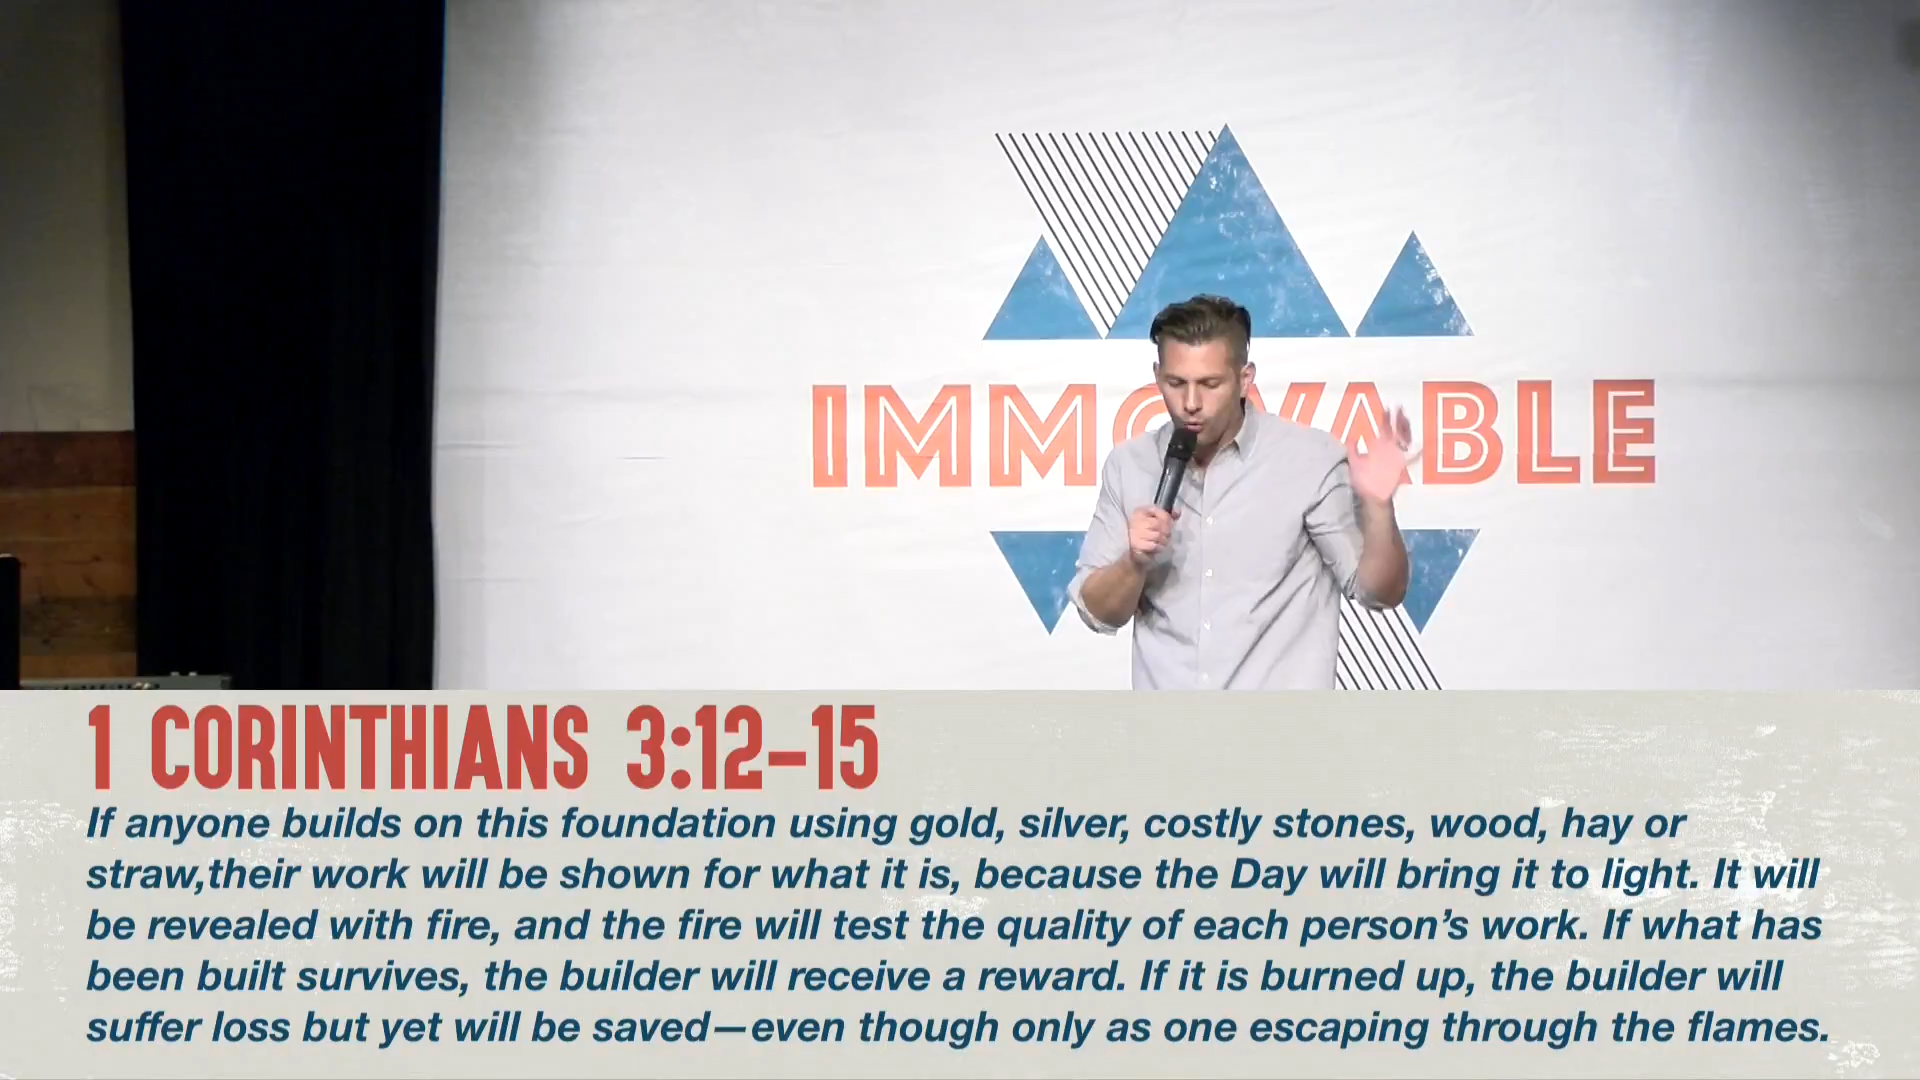 IMMOVABLE
1 CORINTHIANS 3:12–15
If anyone builds on this foundation using gold, silver, costly stones, wood, hay or
straw,their work will be shown for what it is, because the Day will bring it to light. It will
be revealed with fire, and the fire will test the quality of each person’s work. If what has
been built survives, the builder will receive a reward. If it is burned up, the builder will
suffer loss but yet will be saved—even though only as one escaping through the flames.